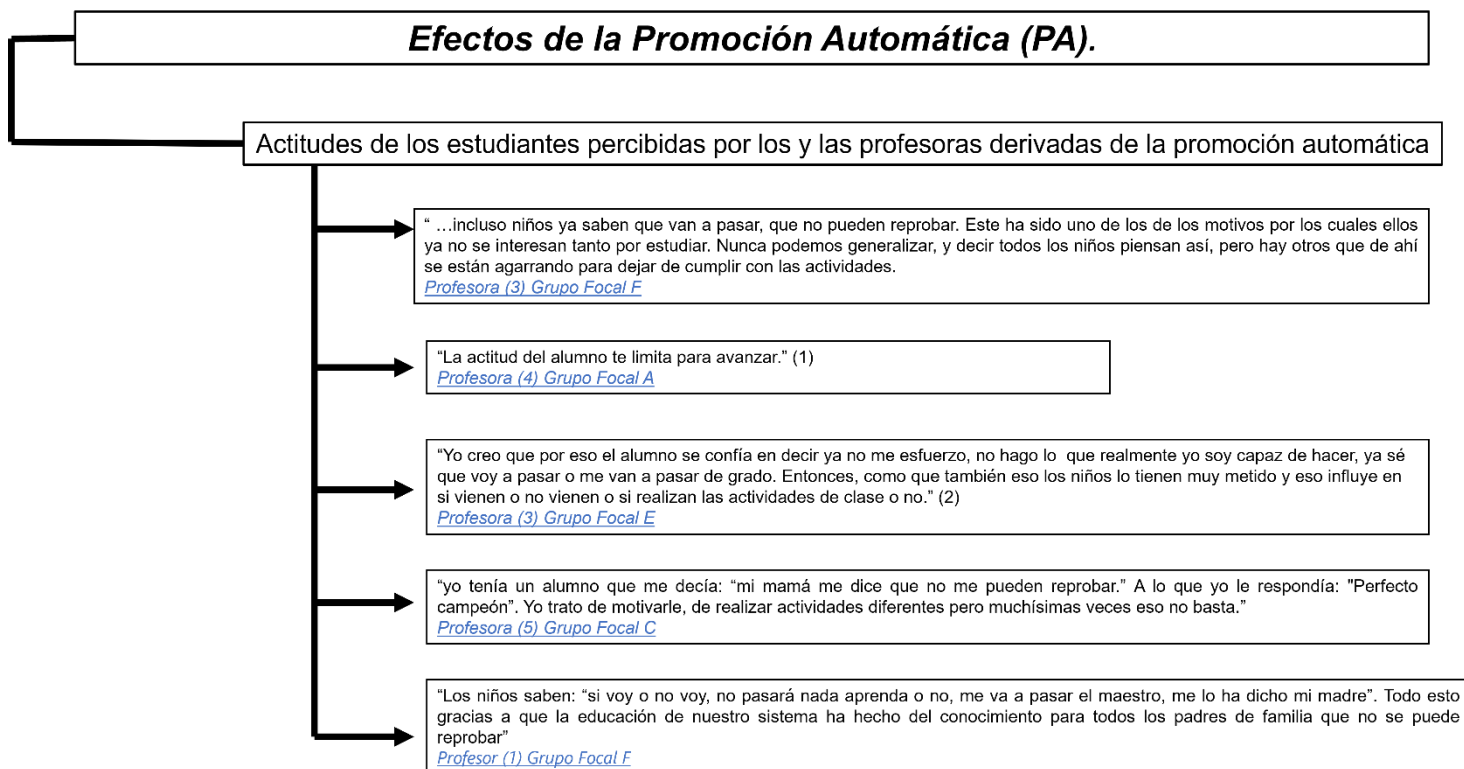 Efectos de la Promoción Automática (PA).
Actitudes de los estudiantes percibidas por los y las profesoras derivadas de la promoción automática
“ …incluso niños ya saben que van a pasar, que no pueden reprobar. Este ha sido uno de los de los motivos por los cuales ellos
ya no se interesan tanto por estudiar. Nunca podemos generalizar, y decir todos los niños piensan así, pero hay otros que de ahí
se están agarrando para dejar de cumplir con las actividades.
Profesora (3) Grupo Focal F
“La actitud del alumno te limita para avanzar.” (1)
Profesora (4) Grupo Focal A
“Yo creo que por eso el alumno se confía en decir ya no me esfuerzo, no hago lo que realmente yo soy capaz de hacer, ya sé
que voy a pasar o me van a pasar de grado. Entonces, como que también eso los niños lo tienen muy metido y eso influye en
si vienen o no vienen o si realizan las actividades de clase o no.” (2)
Profesora (3) Grupo Focal E
“yo tenía un alumno que me decía: “mi mamá me dice que no me pueden reprobar.” A lo que yo le respondía: "Perfecto
campeón”. Yo trato de motivarle, de realizar actividades diferentes pero muchísimas veces eso no basta.”
Profesora (5) Grupo Focal C
“Los niños saben: “si voy o no voy, no pasará nada aprenda o no, me va a pasar el maestro, me lo ha dicho mi madre”. Todo esto
gracias a que la educación de nuestro sistema ha hecho del conocimiento para todos los padres de familia que no se puede
reprobar”
Profesor (1) Grupo Focal F